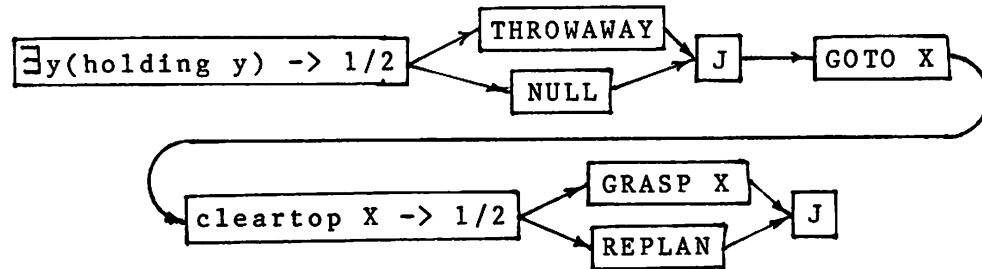 ∃y(holding y) -> 1/2
THROWAWAY
NULL
J
GOTO X
cleartop X -> 1/2
GRASP X
REPLAN
J